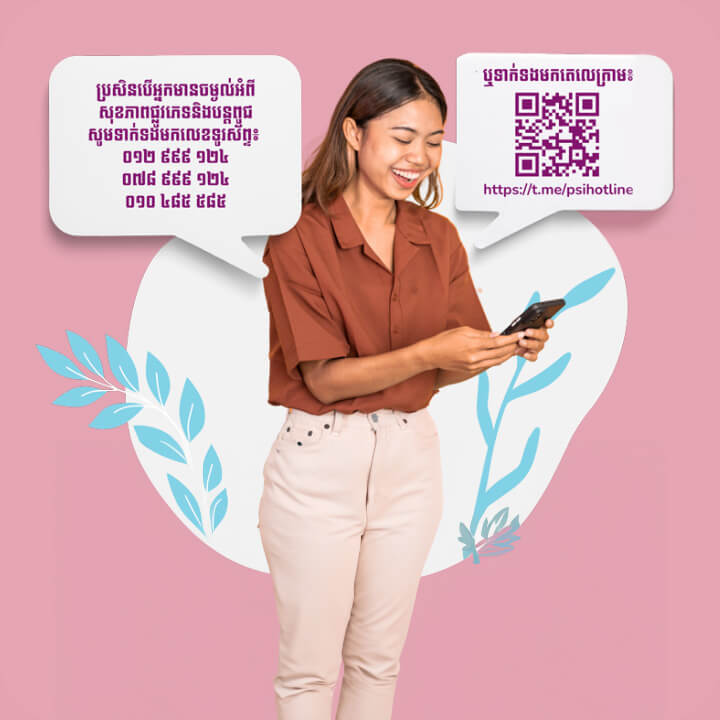 ប្រសិនបើអ្នកមានចម្ងល់អំពី
សុខភាពផ្លូវភេទនិងបន្តពូជ
សូមទាក់ទងមកលេខទូរស័ព្ទ៖
០១២ ៩៩៩ ១២៤
០៧៨ ៩៩៩ ១២៤
០១០ ៤៨៥ ៥៨៥
ឬទាក់ទងមកតេលេក្រាម៖
https://t.me/psihotline